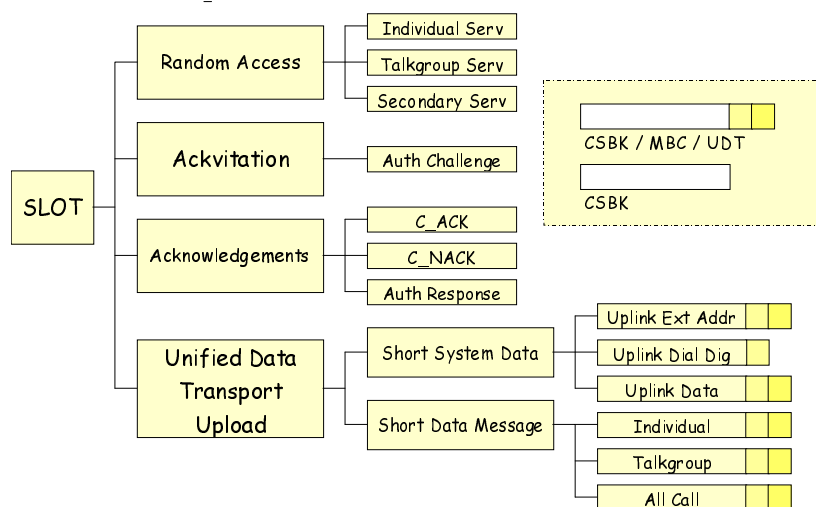 SLOT
Random Access
Individual Serv
Talkgroup Serv
Secondary Serv
Ackvitation
Auth Challenge
Acknowledgements
C_ACK
C_NACK
Auth Response
Unified Data
Transport
Upload
Short System Data
Uplink Ext Addr
Uplink Dial Dig
Uplink Data
Short Data Message
Individual
Talkgroup
All Call
CSBK / MBC / UDT
CSBK